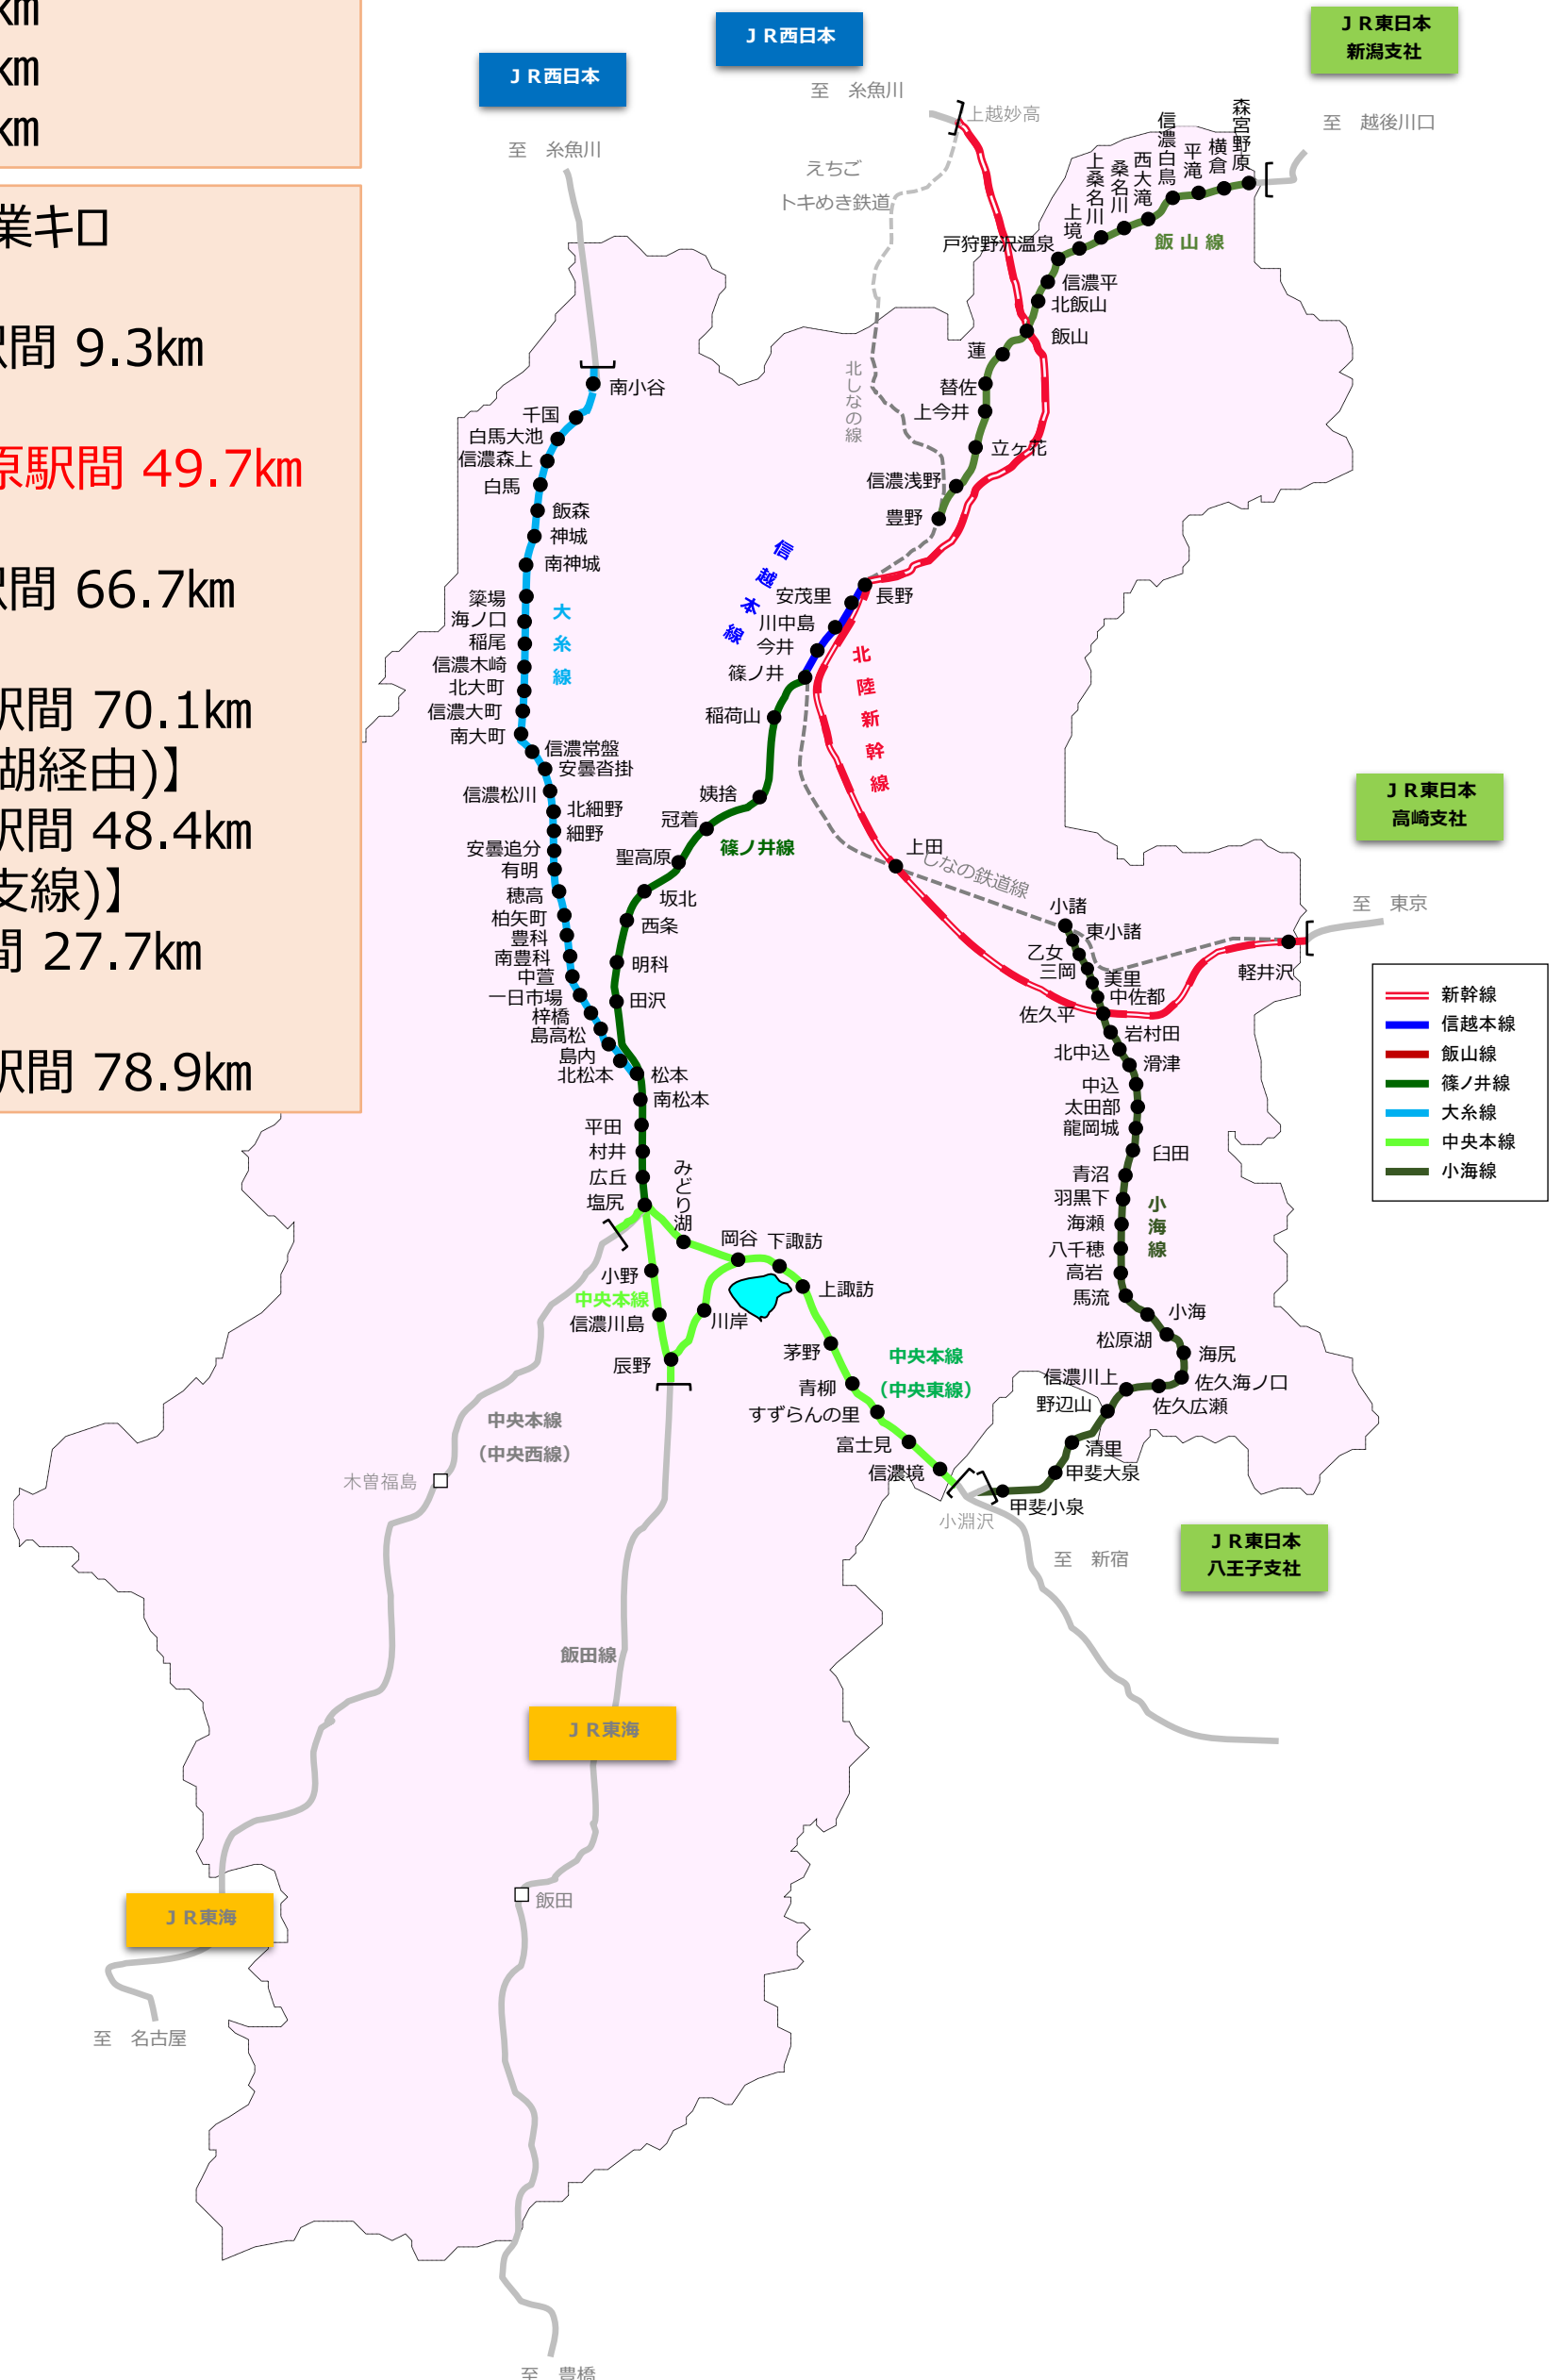 km
km
km
業キロ
駅間 9.3km
原駅間 49.7km
駅間 66.7km
駅間 70.1km
湖経由)】
駅間 48.4km
支線)】
間 27.7km
駅間 78.9km
ＪＲ西日本
ＪＲ西日本
ＪＲ東日本
新潟支社
至　糸魚川
至　糸魚川
上越妙高
至　越後川口
えちご
トキめき鉄道
北しなの線
森宮野原
横倉
平滝
信濃白鳥
西大滝
桑名川
上桑名川
上境
戸狩野沢温泉
飯山線
信濃平
北飯山
飯山
蓮
替佐
上今井
立ヶ花
信濃浅野
豊野
南小谷
千国
白馬大池
信濃森上
白馬
飯森
神城
南神城
簗場
海ノ口
稲尾
信濃木崎
北大町
信濃大町
南大町
信濃常盤
安曇沓掛
信濃松川
北細野
細野
安曇追分
有明
穂高
柏矢町
豊科
南豊科
中萱
一日市場
梓橋
島高松
島内
北松本
大糸線
信越本線
長野
安茂里
川中島
今井
篠ノ井
北陸新幹線
稲荷山
姨捨
冠着
聖高原
篠ノ井線
坂北
西条
明科
田沢
松本
南松本
平田
村井
広丘
塩尻
上田
しなの鉄道線
小諸
東小諸
乙女
三岡
美里
中佐都
佐久平
岩村田
北中込
滑津
中込
太田部
龍岡城
臼田
青沼
羽黒下
海瀬
八千穂
高岩
馬流
小海
松原湖
海尻
佐久海ノ口
佐久広瀬
信濃川上
野辺山
清里
甲斐大泉
甲斐小泉
小海線
軽井沢
至　東京
ＪＲ東日本
高崎支社
新幹線
信越本線
飯山線
篠ノ井線
大糸線
中央本線
小海線
みどり湖
岡谷
下諏訪
上諏訪
小野
中央本線
信濃川島
川岸
辰野
茅野
中央本線
（中央東線）
青柳
すずらんの里
富士見
信濃境
小淵沢
至　新宿
ＪＲ東日本
八王子支社
中央本線
（中央西線）
木曽福島
飯田線
ＪＲ東海
飯田
ＪＲ東海
至　名古屋
至　豊橋